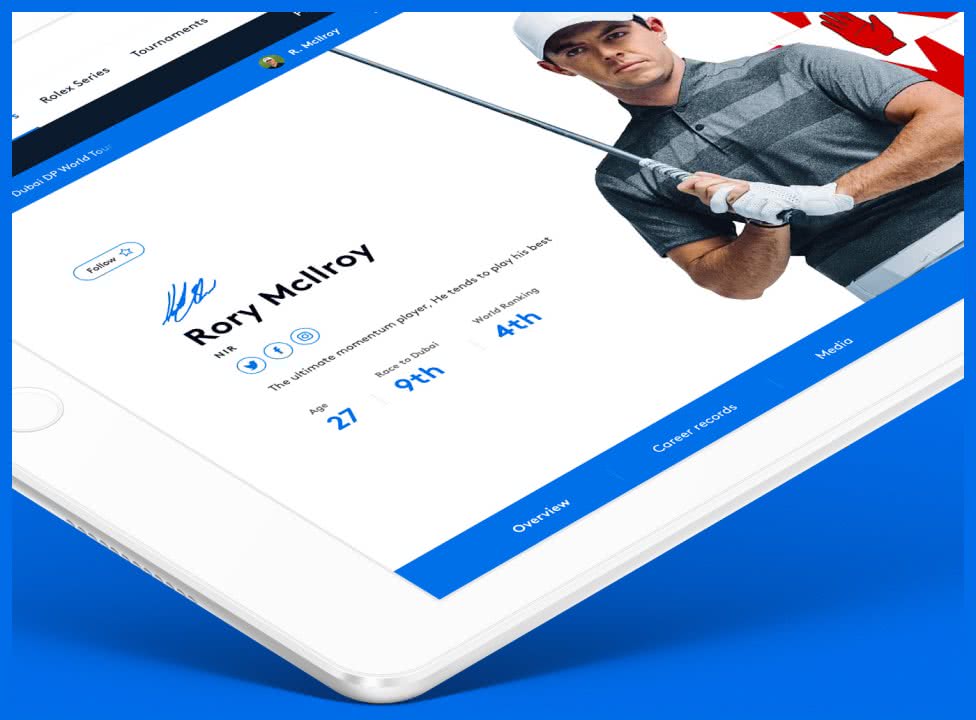 Tournaments
Rolex Series
R. McIlroy
Dubai DP World Tour
Follow
Rory McIlroy
NIR
The ultimate momentum player, He tends to play his best
Age
27
Race to Dubai
9th
World Ranking
4th
Overview
Career records
Media